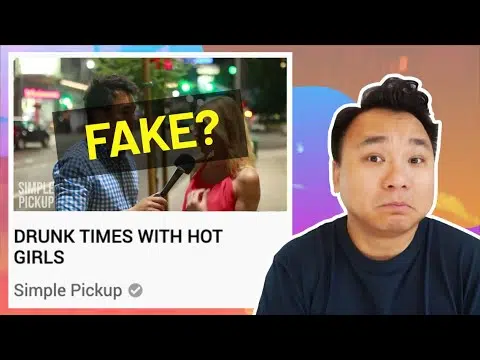 FAKE?
SIMPLE
PICKUP
DRUNK TIMES WITH HOT
GIRLS
Simple Pickup